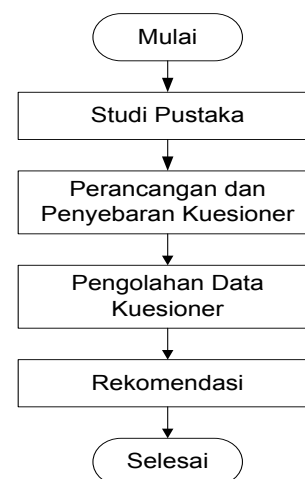 Mulai
Studi Pustaka
Perancangan dan
Penyebaran Kuesioner
Pengolahan Data
Kuesioner
Rekomendasi
Selesai